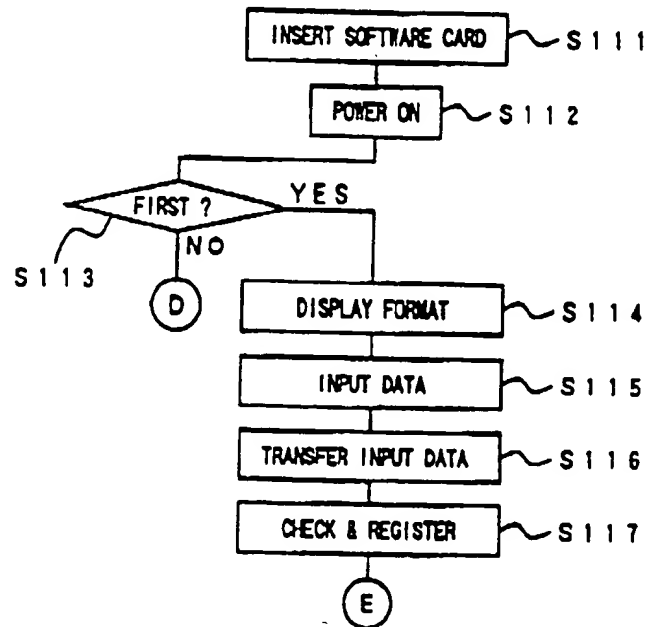 INSERT SOFTWARE CARD S111
POWER ON S112
FIRST ? YES
NO
S113
D
DISPLAY FORMAT S114
INPUT DATA S115
TRANSFER INPUT DATA S116
CHECK & REGISTER S117
E